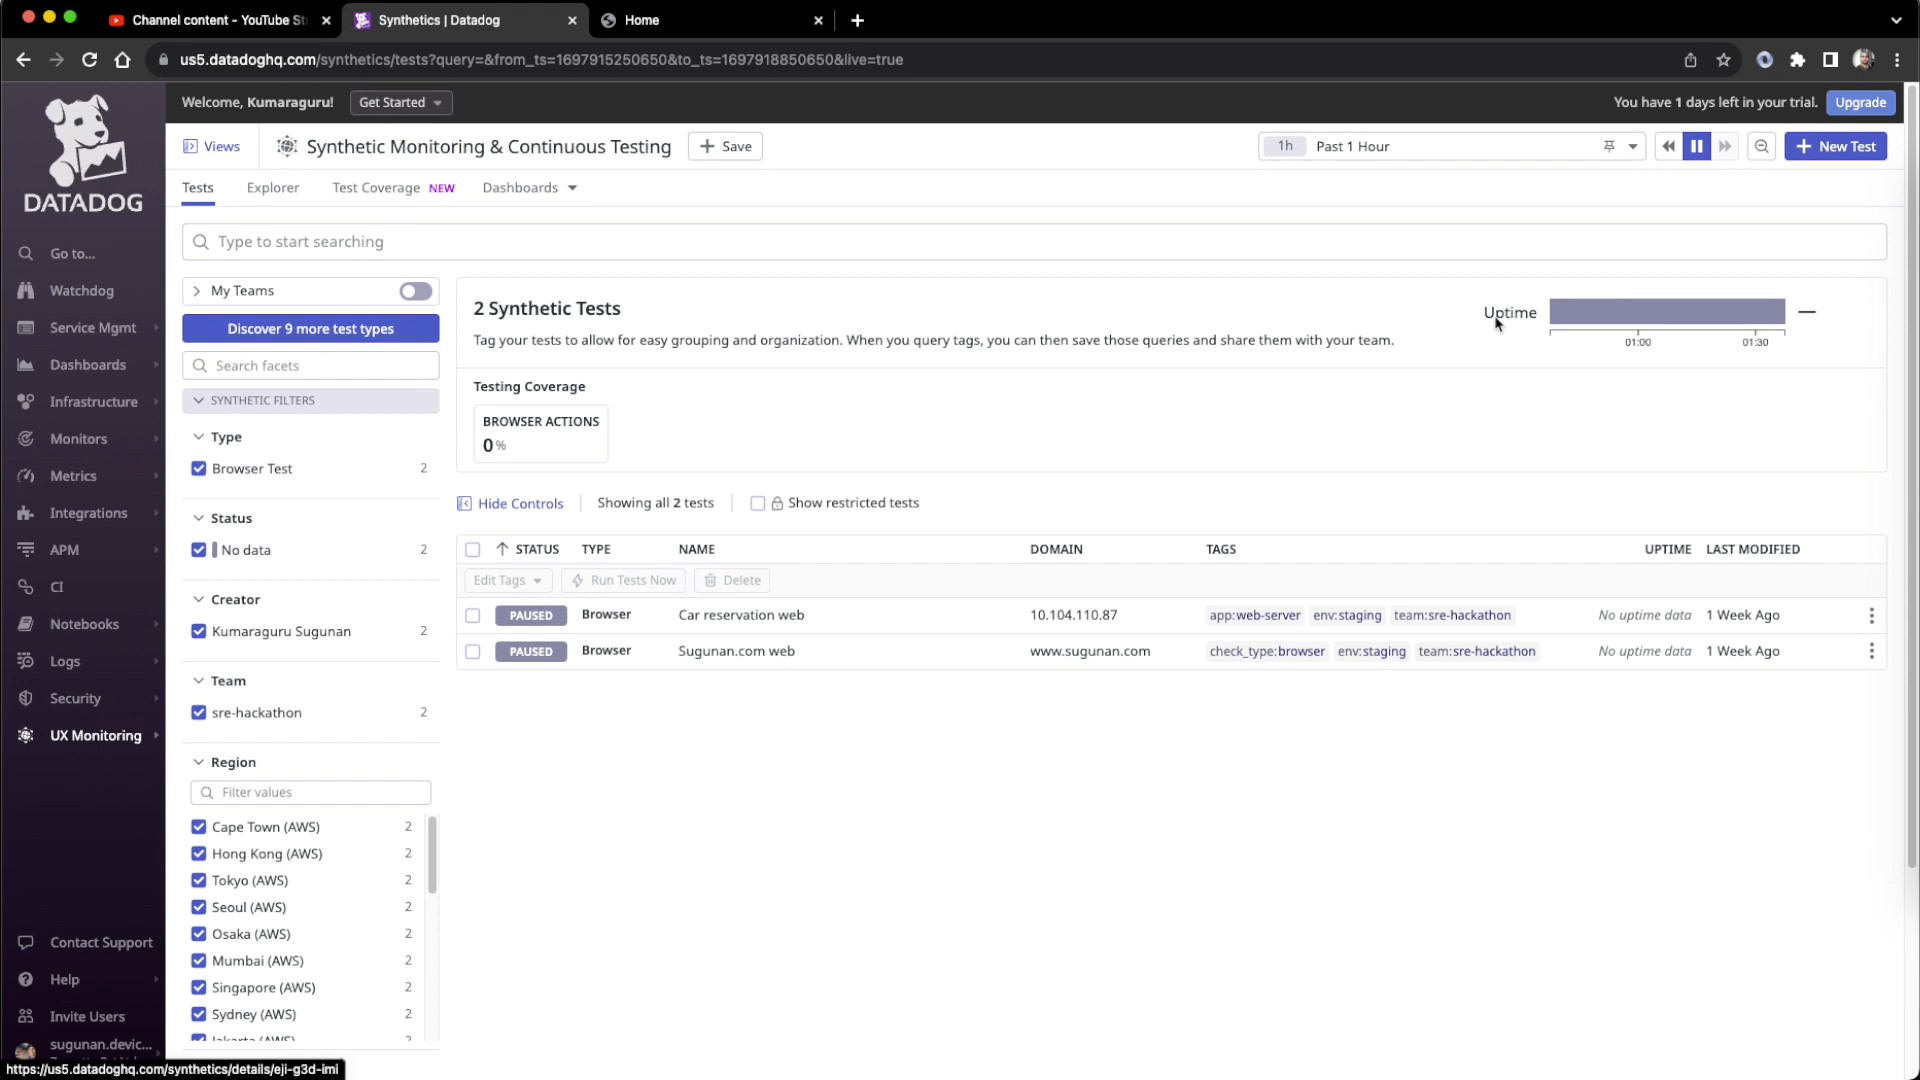 Channel content - YouTube St
Synthetics | Datadog
Home
us5.datadoghq.com/synthetics/tests?query=&from_ts=1697915250650&to_ts=1697918850650&live=true
Welcome, Kumaraguru!
Get Started
You have 1 days left in your trial.
Upgrade
DATADOG
Views
Synthetic Monitoring & Continuous Testing
+ Save
1h Past 1 Hour
+ New Test
Tests
Explorer
Test Coverage NEW
Dashboards
Type to start searching
Go to...
Watchdog
Service Mgmt
Dashboards
Infrastructure
Monitors
Metrics
Integrations
APM
CI
Notebooks
Logs
Security
UX Monitoring
Contact Support
Help
Invite Users
sugunan.devic...
https://us5.datadoghq.com/synthetics/details/eji-g3d-imi
My Teams
Discover 9 more test types
Search facets
SYNTHETIC FILTERS
Type
Browser Test 2
Status
No data 2
Creator
Kumaraguru Sugunan 2
Team
sre-hackathon 2
Region
Filter values
Cape Town (AWS) 2
Hong Kong (AWS) 2
Tokyo (AWS) 2
Seoul (AWS) 2
Osaka (AWS) 2
Mumbai (AWS) 2
Singapore (AWS) 2
Sydney (AWS) 2
Jakarta (AWS) 2
2 Synthetic Tests
Tag your tests to allow for easy grouping and organization. When you query tags, you can then save those queries and share them with your team.
Uptime
01:00 01:30
Testing Coverage
BROWSER ACTIONS
0 %
Hide Controls
Showing all 2 tests
Show restricted tests
STATUS TYPE NAME DOMAIN TAGS UPTIME LAST MODIFIED
Edit Tags Run Tests Now Delete
PAUSED Browser Car reservation web 10.104.110.87 app:web-server env:staging team:sre-hackathon No uptime data 1 Week Ago
PAUSED Browser Sugunan.com web www.sugunan.com check_type:browser env:staging team:sre-hackathon No uptime data 1 Week Ago